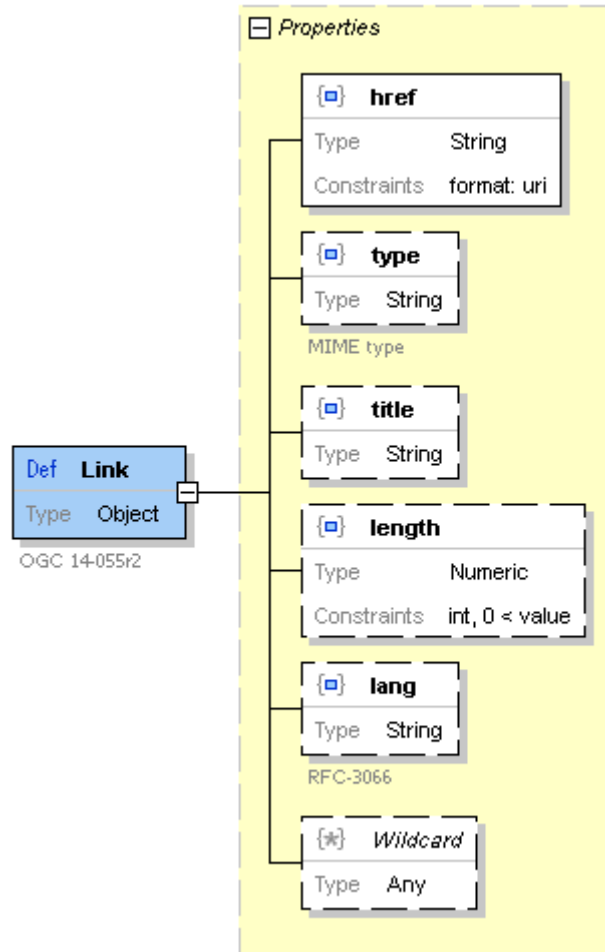 Properties
href
Type String
Constraints format: uri
type
Type String
MIME type
title
Type String
Def Link
Type Object
OGC 14-055r2
length
Type Numeric
Constraints int, 0 < value
lang
Type String
RFC-3066
{*} Wildcard
Type Any